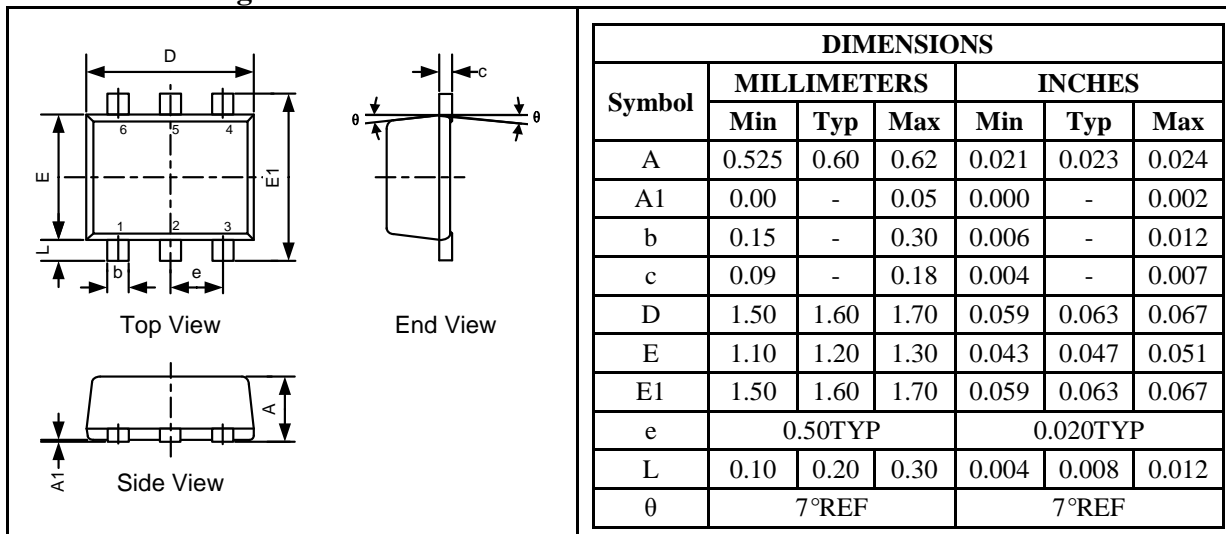 D
c
θ
θ
6 5 4
E
E1
1 2 3
L
b
e
Top View
End View
A
A1
Side View
DIMENSIONS
Symbol MILLIMETERS INCHES
Min Typ Max Min Typ Max
A 0.525 0.60 0.62 0.021 0.023 0.024
A1 0.00 - 0.05 0.000 - 0.002
b 0.15 - 0.30 0.006 - 0.012
c 0.09 - 0.18 0.004 - 0.007
D 1.50 1.60 1.70 0.059 0.063 0.067
E 1.10 1.20 1.30 0.043 0.047 0.051
E1 1.50 1.60 1.70 0.059 0.063 0.067
e 0.50TYP 0.020TYP
L 0.10 0.20 0.30 0.004 0.008 0.012
θ 7°REF 7°REF